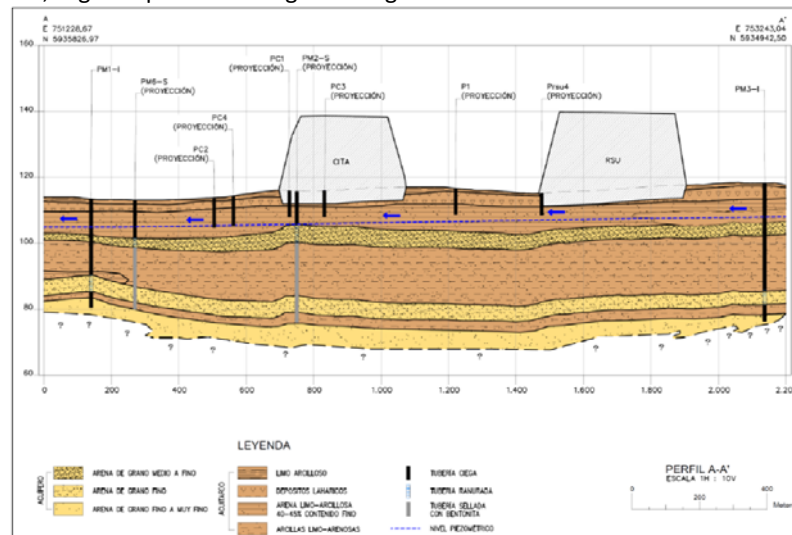 A
E 751228,67
N 5935826,97
A'
E 753243,04
N 5934942,50
160
140
120
100
80
60
PM1-I
PM6-S
(PROYECCIÓN)
PC2
(PROYECCIÓN)
PC4
(PROYECCIÓN)
PC1
(PROYECCIÓN)
PM2-S
(PROYECCIÓN)
PC3
(PROYECCIÓN)
P1
(PROYECCIÓN)
Prsu4
(PROYECCIÓN)
PM3-I
CITA
RSU
? ? ? ? ? ? ? ? ? ? ? ? ? ?
0 200 400 600 800 1.000 1.200 1.400 1.600 1.800 2.000 2.200
LEYENDA
ACUIFERO
ARENA DE GRANO MEDIO A FINO
ARENA DE GRANO FINO
ARENA DE GRANO FINO A MUY FINO
ACUITARDO
LIMO ARCILLOSO
DEPOSITOS LAHARICOS
ARENA LIMO-ARCILLOSA
40-45% CONTENIDO FINO
ARCILLAS LIMO-ARENOSAS
TUBERIA CIEGA
TUBERIA RANURADA
TUBERIA SELLADA
CON BENTONITA
NIVEL PIEZOMETRICO
PERFIL A-A'
ESCALA 1H : 10V
0 200 400